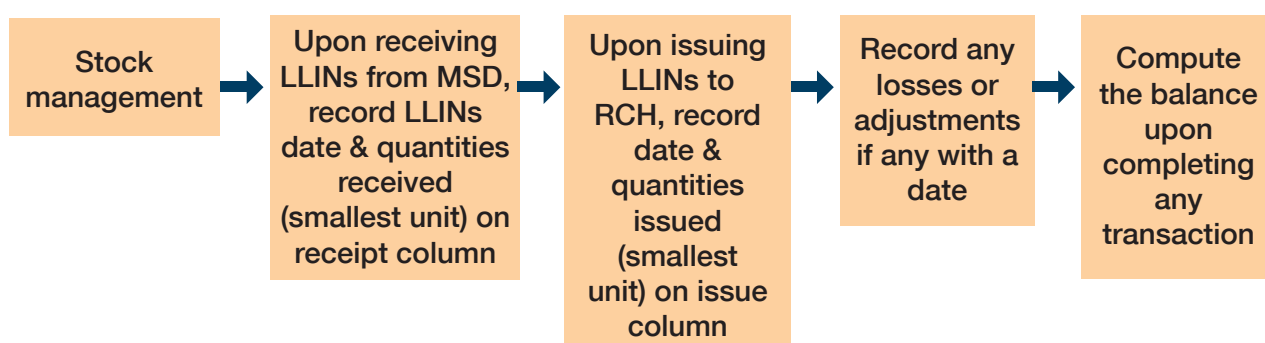 Stock
management
Upon receiving
LLINs from MSD,
record LLINs
date & quantities
received
(smallest unit) on
receipt column
Upon issuing
LLINs to
RCH, record
date &
quantities
issued
(smallest
unit) on issue
column
Record any
losses or
adjustments
if any with a
date
Compute
the balance
upon
completing
any
transaction